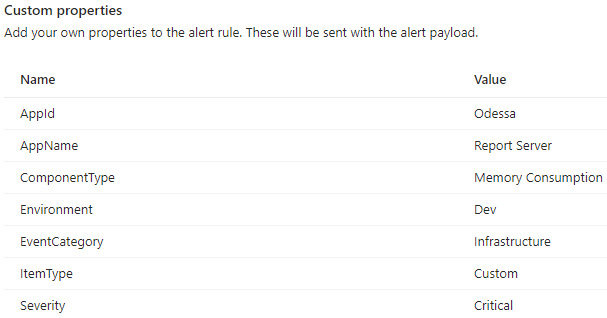 Custom properties
Add your own properties to the alert rule. These will be sent with the alert payload.
Name Value
AppId Odessa
AppName Report Server
ComponentType Memory Consumption
Environment Dev
EventCategory Infrastructure
ItemType Custom
Severity Critical